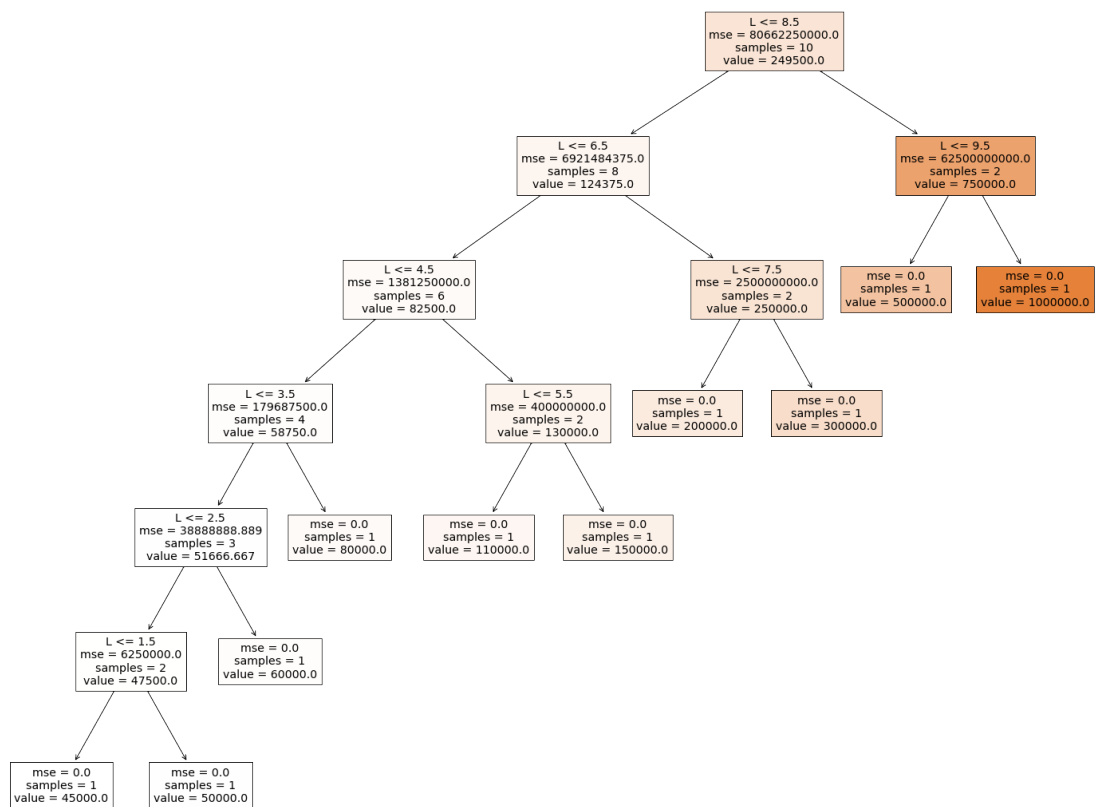 L <= 8.5
mse = 80662250000.0
samples = 10
value = 249500.0
L <= 6.5
mse = 6921484375.0
samples = 8
value = 124375.0
L <= 9.5
mse = 62500000000.0
samples = 2
value = 750000.0
L <= 4.5
mse = 1381250000.0
samples = 6
value = 82500.0
L <= 7.5
mse = 2500000000.0
samples = 2
value = 250000.0
mse = 0.0
samples = 1
value = 500000.0
mse = 0.0
samples = 1
value = 1000000.0
L <= 3.5
mse = 179687500.0
samples = 4
value = 58750.0
L <= 5.5
mse = 400000000.0
samples = 2
value = 130000.0
mse = 0.0
samples = 1
value = 200000.0
mse = 0.0
samples = 1
value = 300000.0
L <= 2.5
mse = 38888888.889
samples = 3
value = 51666.667
mse = 0.0
samples = 1
value = 80000.0
mse = 0.0
samples = 1
value = 110000.0
mse = 0.0
samples = 1
value = 150000.0
L <= 1.5
mse = 6250000.0
samples = 2
value = 47500.0
mse = 0.0
samples = 1
value = 60000.0
mse = 0.0
samples = 1
value = 45000.0
mse = 0.0
samples = 1
value = 50000.0